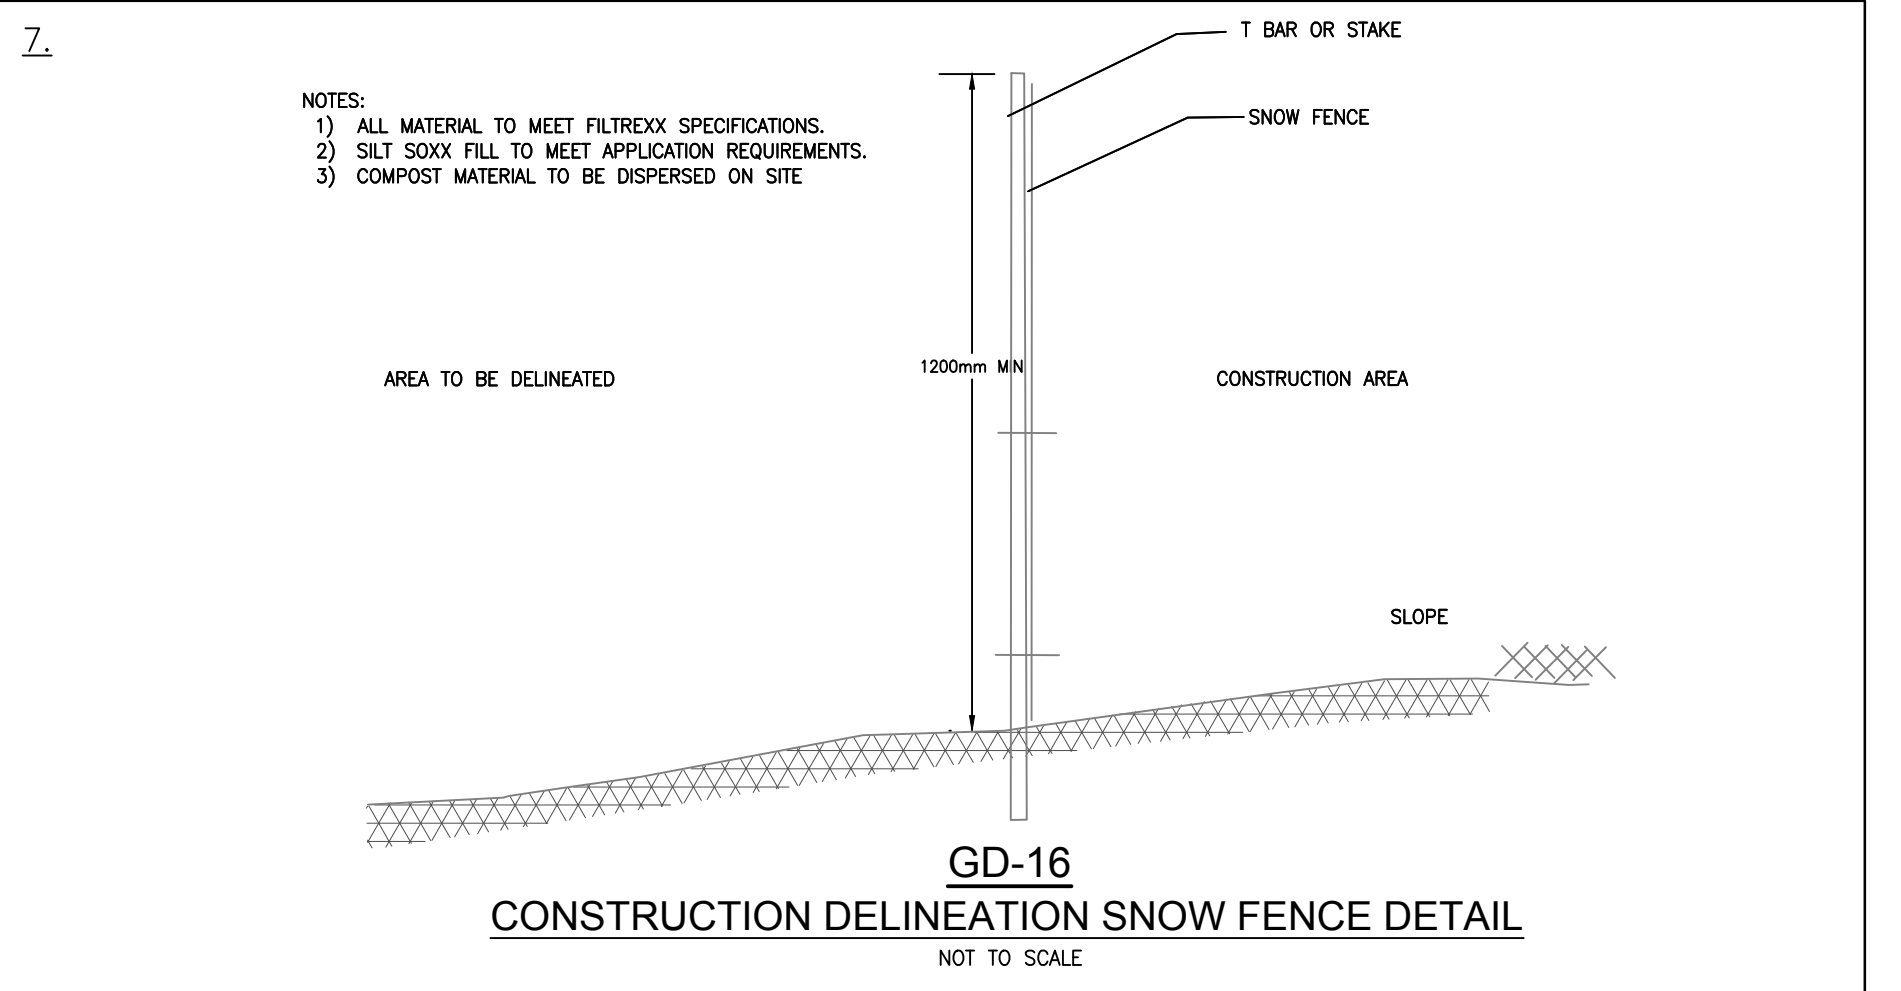 7.
T BAR OR STAKE
NOTES:
1) ALL MATERIAL TO MEET FILTREXX SPECIFICATIONS.
2) SILT SOXX FILL TO MEET APPLICATION REQUIREMENTS.
3) COMPOST MATERIAL TO BE DISPERSED ON SITE
SNOW FENCE
1200mm MIN
AREA TO BE DELINEATED
CONSTRUCTION AREA
SLOPE
GD-16
CONSTRUCTION DELINEATION SNOW FENCE DETAIL
NOT TO SCALE